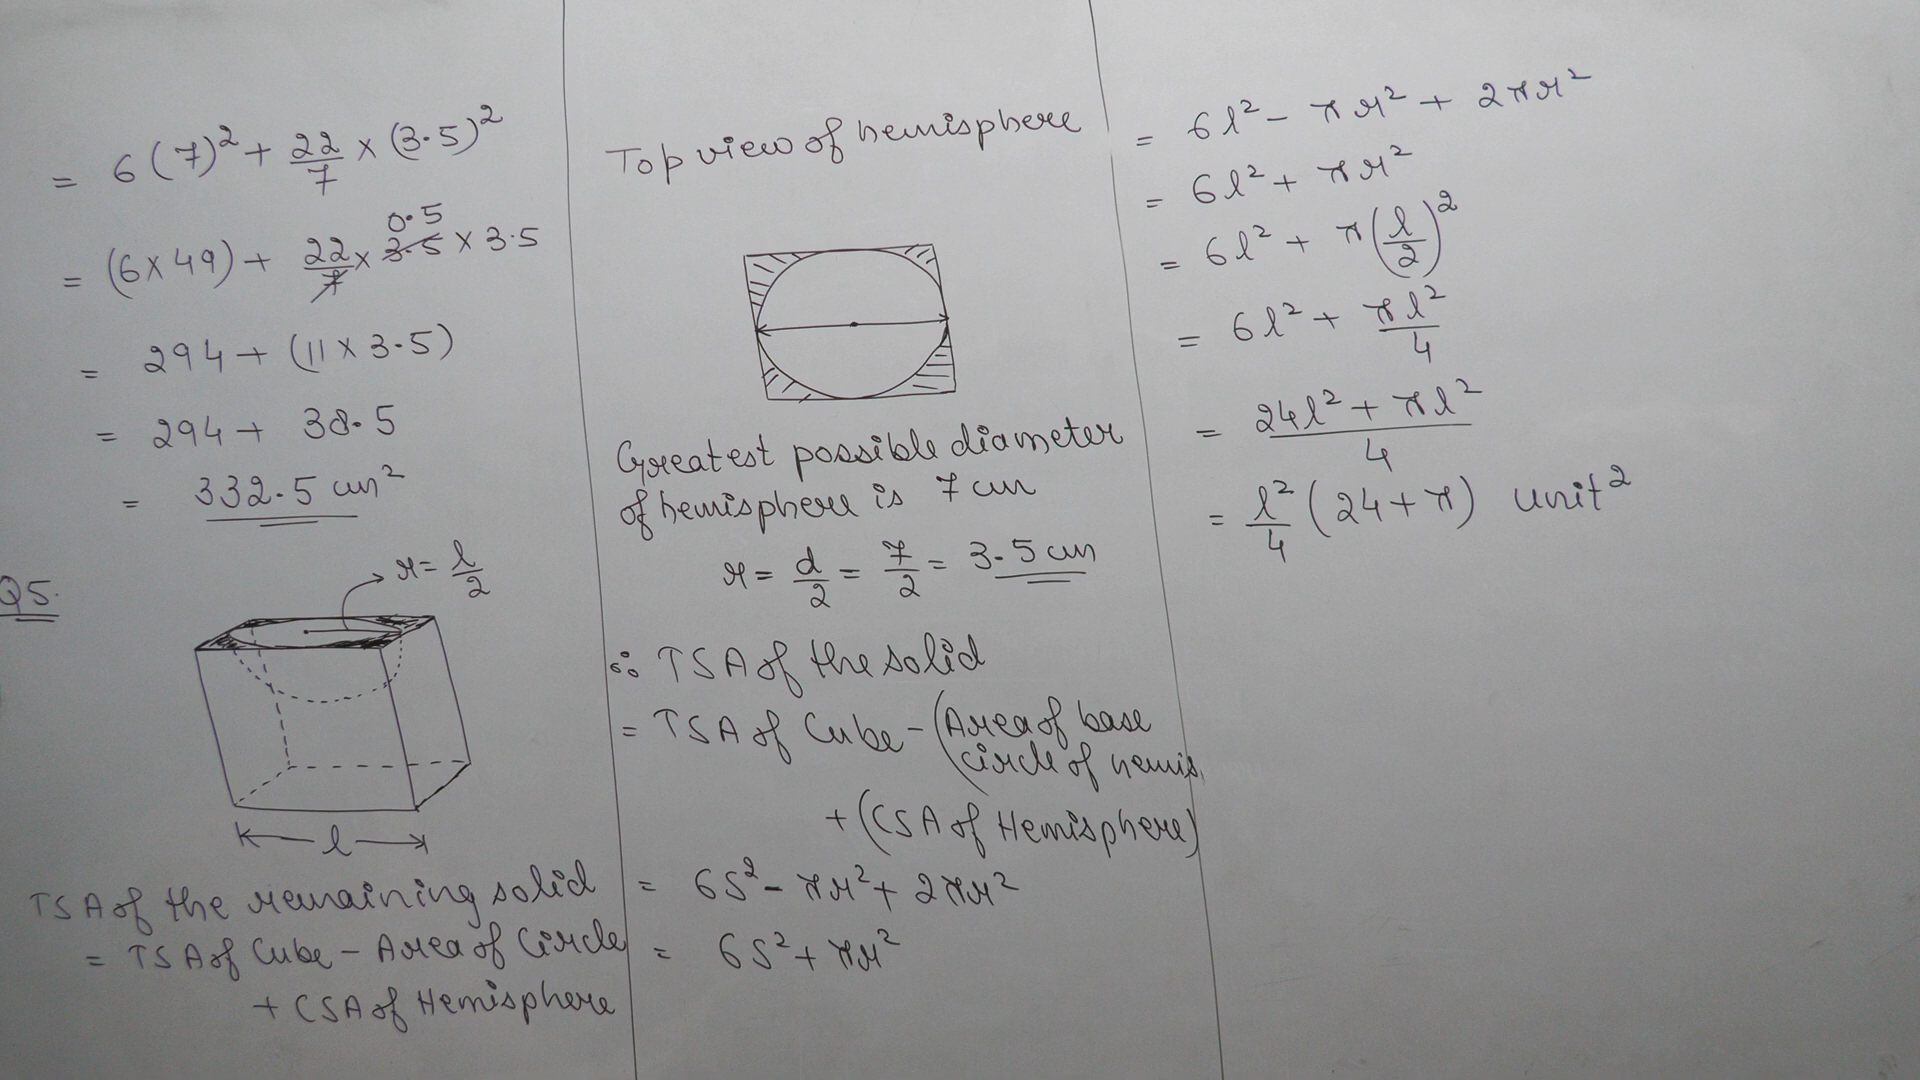 = 6(7)² + 22/7 × (3.5)²
= (6×49) + 22/7 × 3.5 × 3.5
0.5
= 294 + (11 × 3.5)
= 294 + 38.5
= 332.5 cm²
Q5.
r = l/2
l
TSA of the remaining solid
= TSA of Cube - Area of Circle
+ CSA of Hemisphere
Top view of hemisphere
Greatest possible diameter
of hemisphere is 7 cm
r = d/2 = 7/2 = 3.5 cm
∴ TSA of the solid
= TSA of Cube - (Area of base
circle of hemis.
+ (CSA of Hemisphere)
= 6S² - πr² + 2πr²
= 6S² + πr²
= 6l² - πr² + 2πr²
= 6l² + πr²
= 6l² + π(l/2)²
= 6l² + πl²/4
= 24l² + πl²/4
= l²/4 (24 + π) unit²